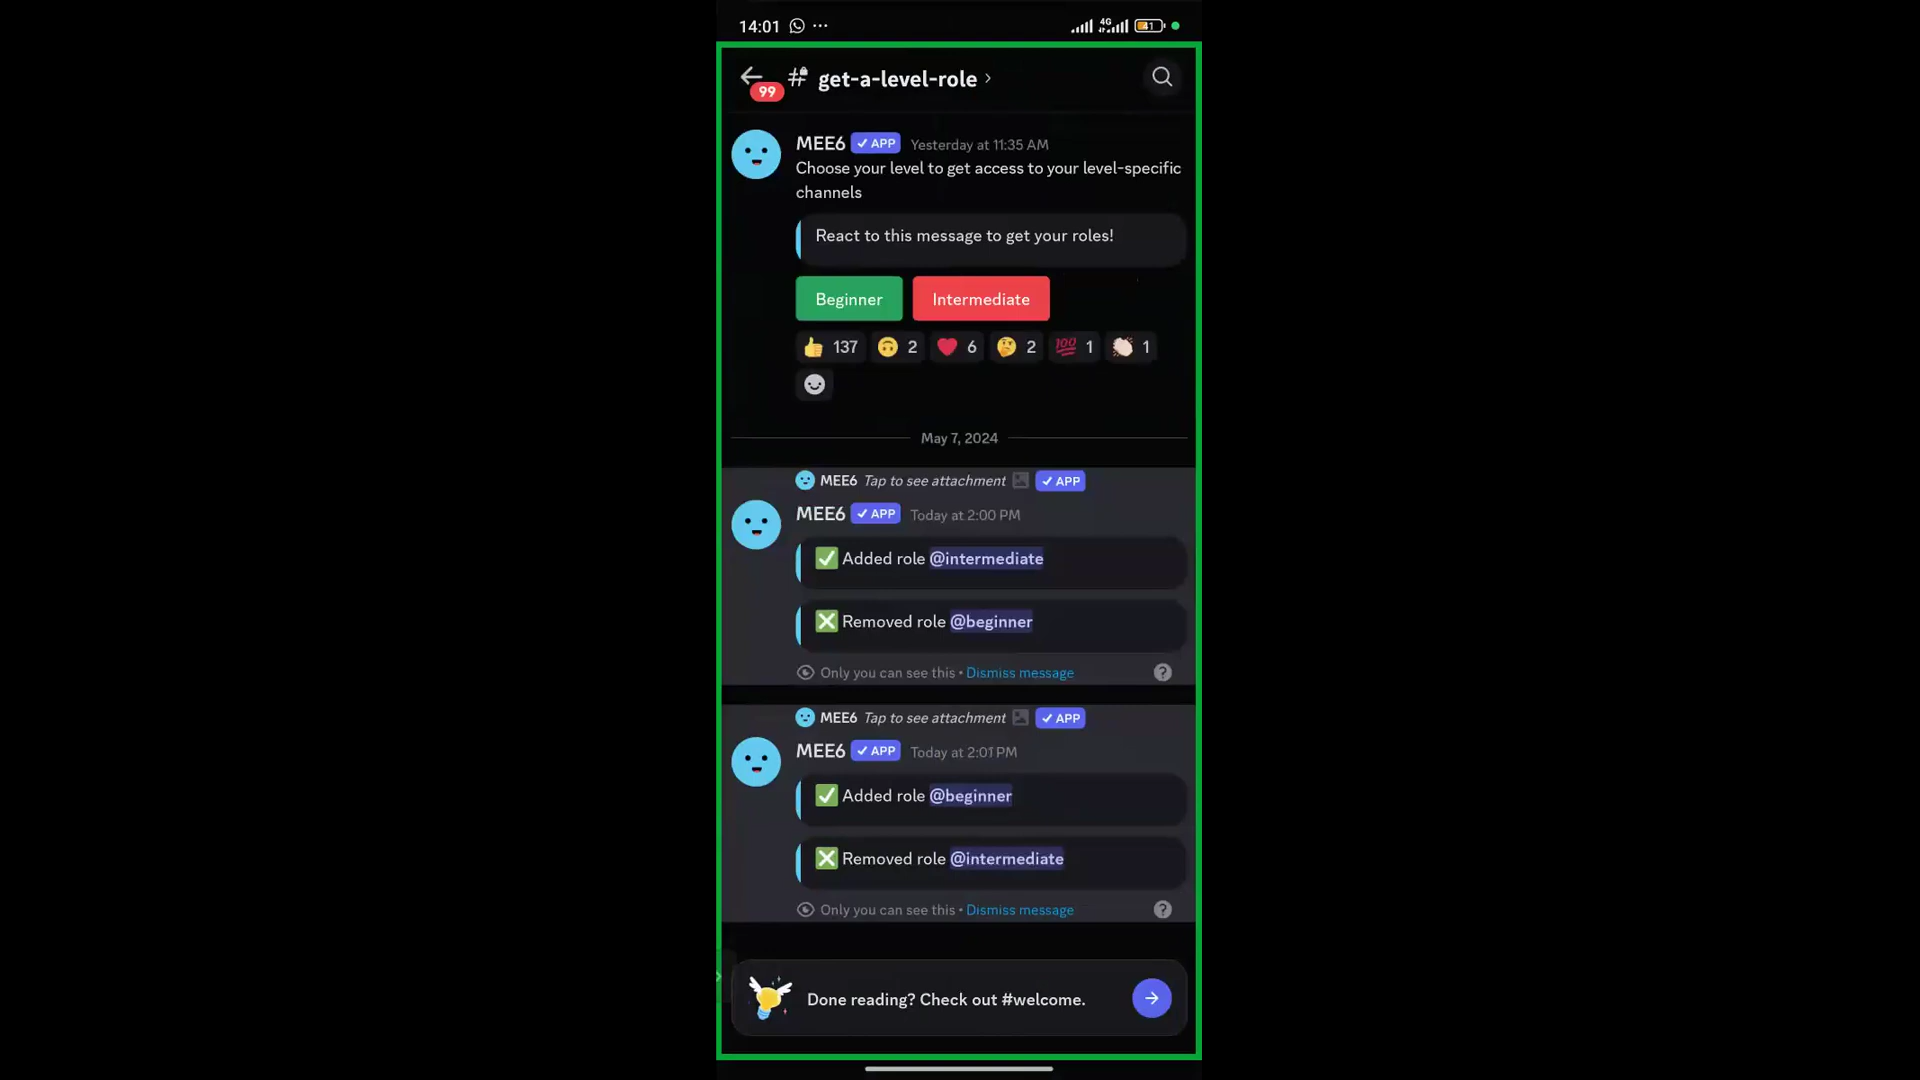 14:01 ... 4G 41
99 # get-a-level-role >
MEE6 ✓ APP Yesterday at 11:35 AM
Choose your level to get access to your level-specific
channels
React to this message to get your roles!
Beginner Intermediate
👍 137 🙃 2 ❤️ 6 🤔 2 💯 1 👏🏻 1
May 7, 2024
MEE6 Tap to see attachment ✓ APP
MEE6 ✓ APP Today at 2:00 PM
✅ Added role @intermediate
❎ Removed role @beginner
Only you can see this • Dismiss message ?
MEE6 Tap to see attachment ✓ APP
MEE6 ✓ APP Today at 2:01 PM
✅ Added role @beginner
❎ Removed role @intermediate
Only you can see this • Dismiss message ?
Done reading? Check out #welcome.